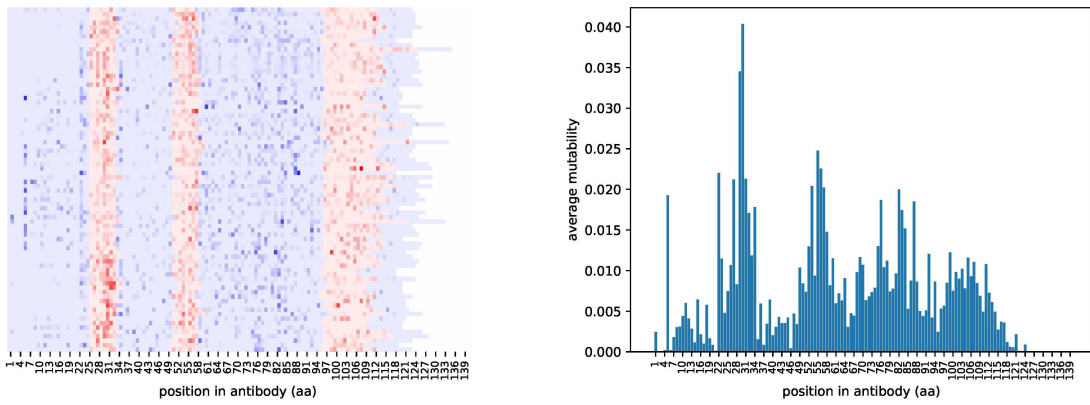 1 4 7 10 13 16 19 22 25 28 31 34 37 40 43 46 49 52 55 58 61 64 67 70 73 76 79 82 85 88 91 94 97 100 103 106 109 112 115 118 121 124 127 130 133 136 139
position in antibody (aa)
average mutability
0.040
0.035
0.030
0.025
0.020
0.015
0.010
0.005
0.000
1 4 7 10 13 16 19 22 25 28 31 34 37 40 43 46 49 52 55 58 61 64 67 70 73 76 79 82 85 88 91 94 97 100 103 106 109 112 115 118 121 124 127 130 133 136 139
position in antibody (aa)